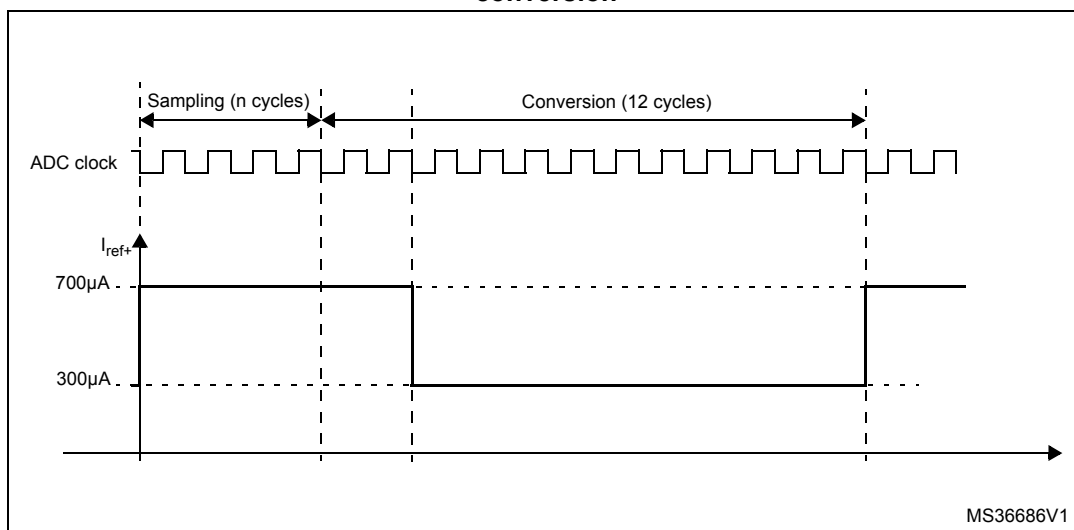 conversion
Sampling (n cycles)
Conversion (12 cycles)
ADC clock
Iref+
700µA
300µA
MS36686V1